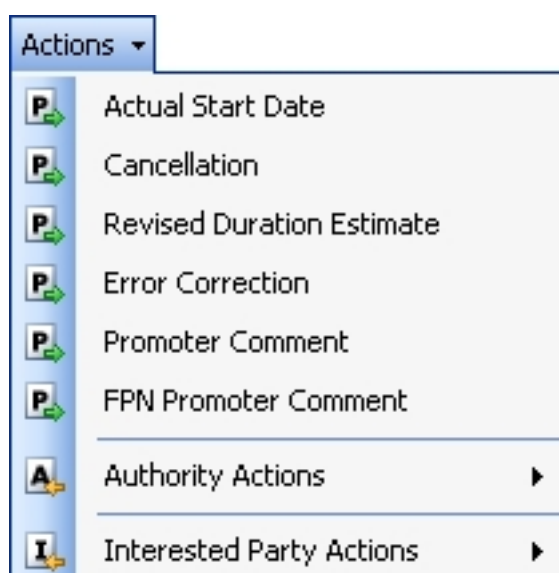 Actions
P Actual Start Date
P Cancellation
P Revised Duration Estimate
P Error Correction
P Promoter Comment
P FPN Promoter Comment
A Authority Actions
I Interested Party Actions